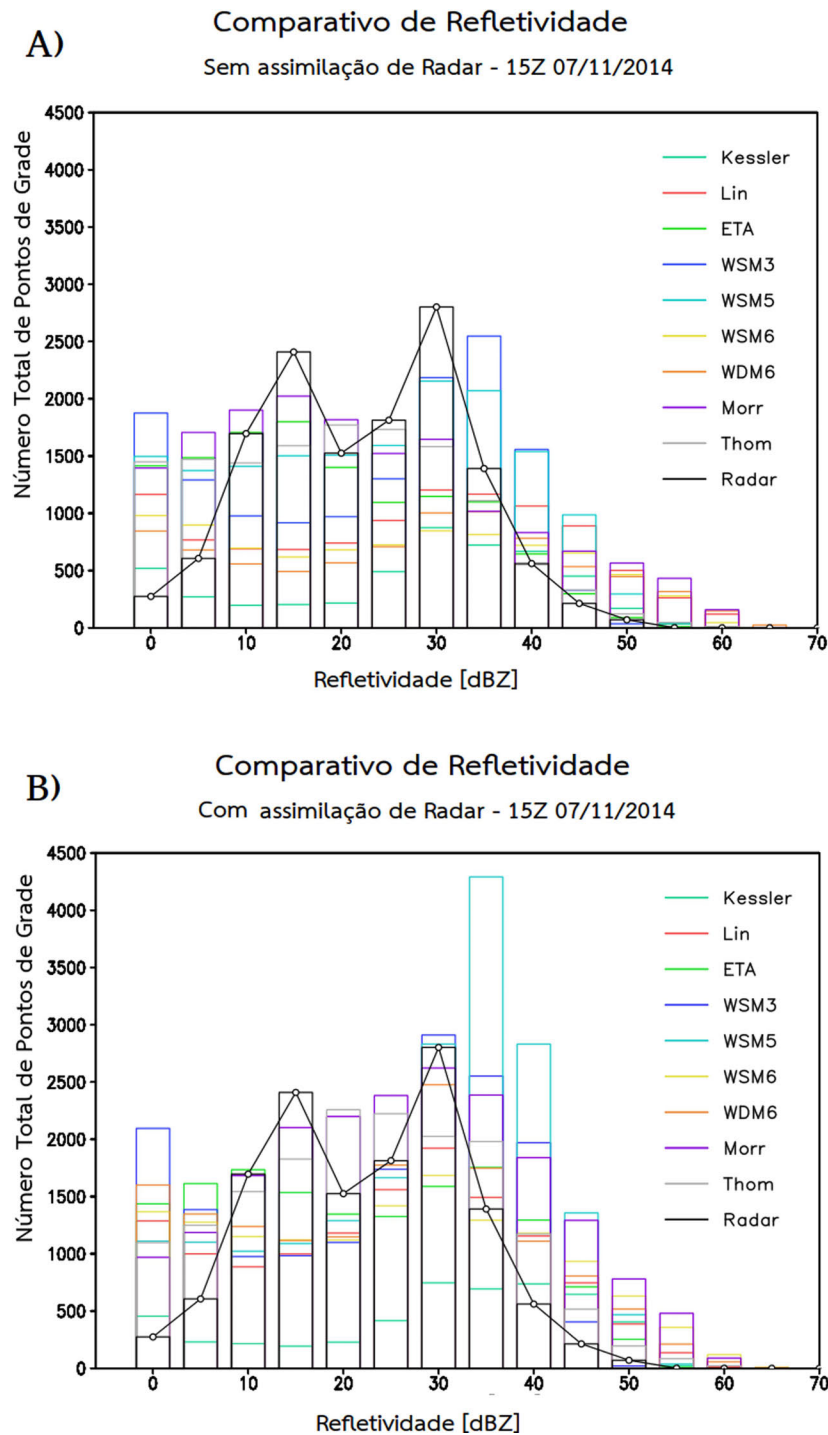 A)
Comparativo de Refletividade
Sem assimilação de Radar - 15Z 07/11/2014
Número Total de Pontos de Grade
4500
4000
3500
3000
2500
2000
1500
1000
500
0
Kessler
Lin
ETA
WSM3
WSM5
WSM6
WDM6
Morr
Thom
Radar
0 10 20 30 40 50 60 70
Refletividade [dBZ]
B)
Comparativo de Refletividade
Com assimilação de Radar - 15Z 07/11/2014
Número Total de Pontos de Grade
4500
4000
3500
3000
2500
2000
1500
1000
500
0
Kessler
Lin
ETA
WSM3
WSM5
WSM6
WDM6
Morr
Thom
Radar
0 10 20 30 40 50 60 70
Refletividade [dBZ]